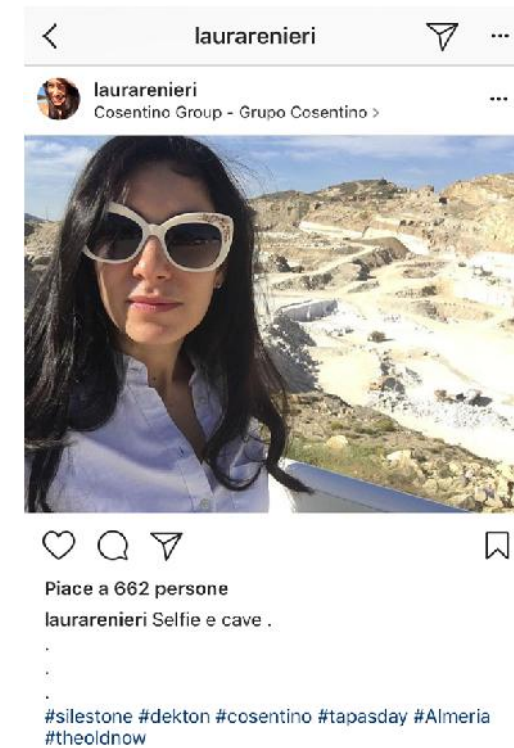 laurarenieri
laurarenieri
Cosentino Group - Grupo Cosentino >
Piace a 662 persone
laurarenieri Selfie e cave .
.
.
.
#silestone #dekton #cosentino #tapasday #Almeria
#theoldnow